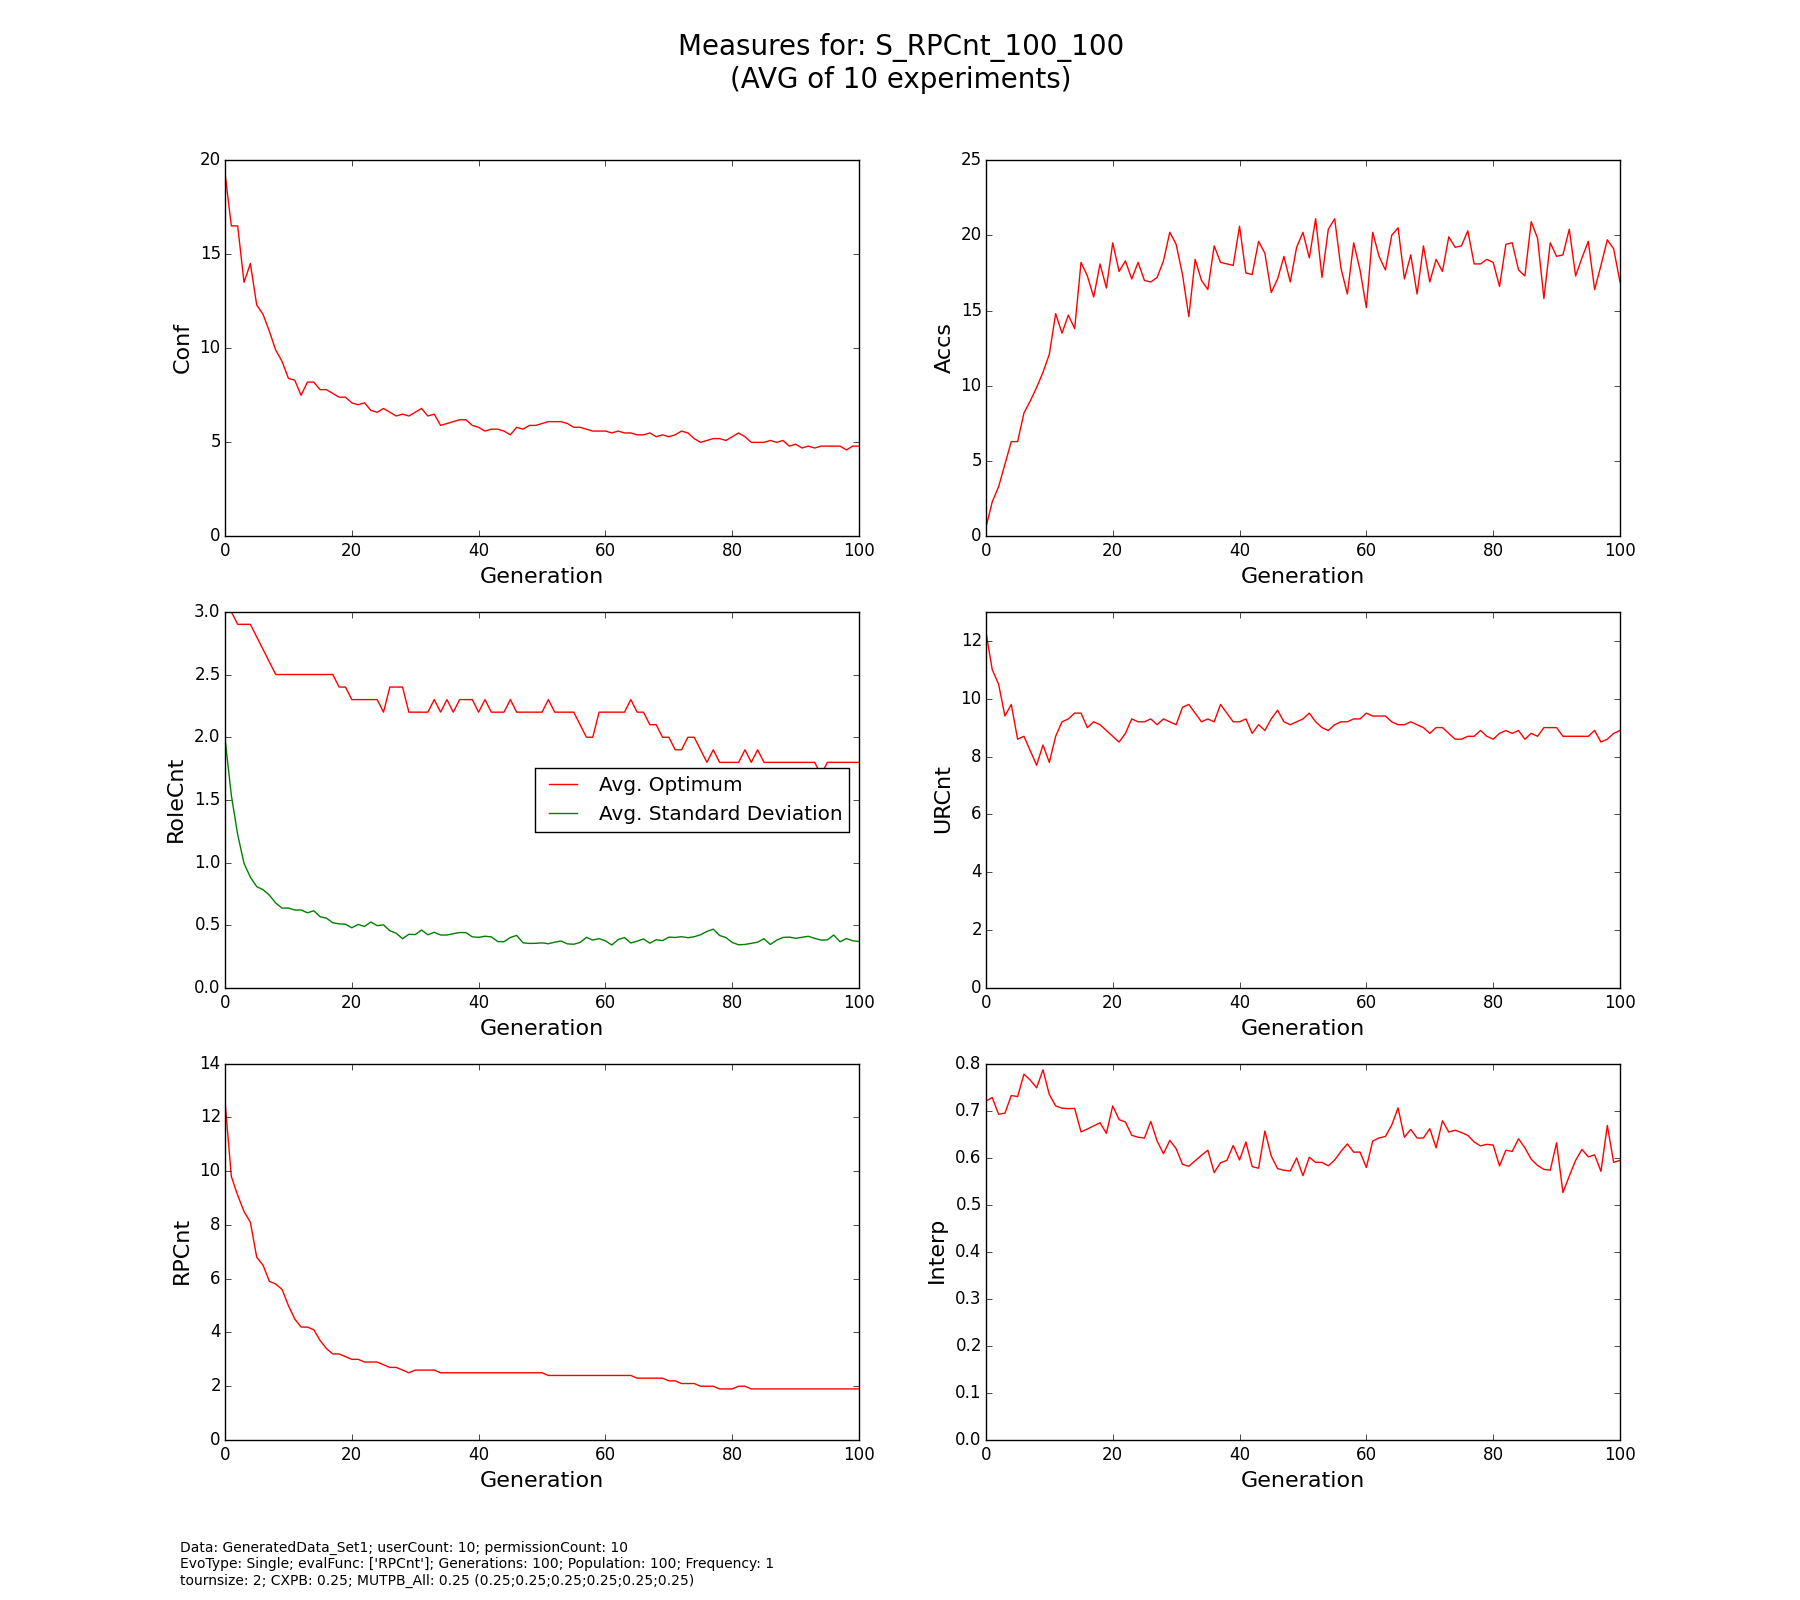 Measures for: S_RPCnt_100_100
(AVG of 10 experiments)
20
15
10
5
0
Conf
0 20 40 60 80 100
Generation
25
20
15
10
5
0
Accs
0 20 40 60 80 100
Generation
3.0
2.5
2.0
1.5
1.0
0.5
0.0
RoleCnt
Avg. Optimum
Avg. Standard Deviation
0 20 40 60 80 100
Generation
12
10
8
6
4
2
0
URCnt
0 20 40 60 80 100
Generation
14
12
10
8
6
4
2
0
RPCnt
0 20 40 60 80 100
Generation
0.8
0.7
0.6
0.5
0.4
0.3
0.2
0.1
0.0
Interp
0 20 40 60 80 100
Generation
Data: GeneratedData_Set1; userCount: 10; permissionCount: 10
EvoType: Single; evalFunc: ['RPCnt']; Generations: 100; Population: 100; Frequency: 1
tournsize: 2; CXPB: 0.25; MUTPB_All: 0.25 (0.25;0.25;0.25;0.25;0.25;0.25)